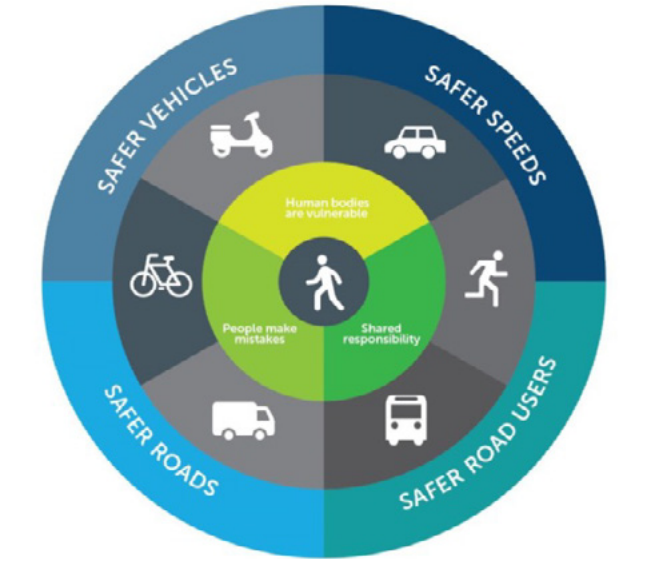 SAFER VEHICLES
SAFER SPEEDS
Human bodies
are vulnerable
People make
mistakes
Shared
responsibility
SAFER ROADS
SAFER ROAD USERS